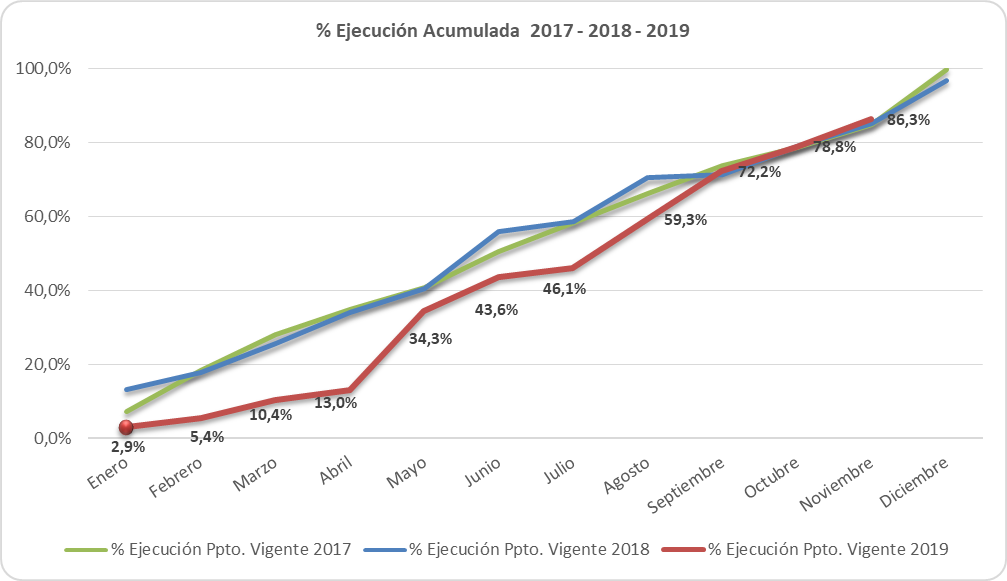 % Ejecución Acumulada 2017 - 2018 - 2019
100,0%
80,0%
60,0%
40,0%
20,0%
0,0%
2,9%
5,4%
10,4%
13,0%
34,3%
43,6%
46,1%
59,3%
72,2%
78,8%
86,3%
Enero
Febrero
Marzo
Abril
Mayo
Junio
Julio
Agosto
Septiembre
Octubre
Noviembre
Diciembre
% Ejecución Ppto. Vigente 2017
% Ejecución Ppto. Vigente 2018
% Ejecución Ppto. Vigente 2019